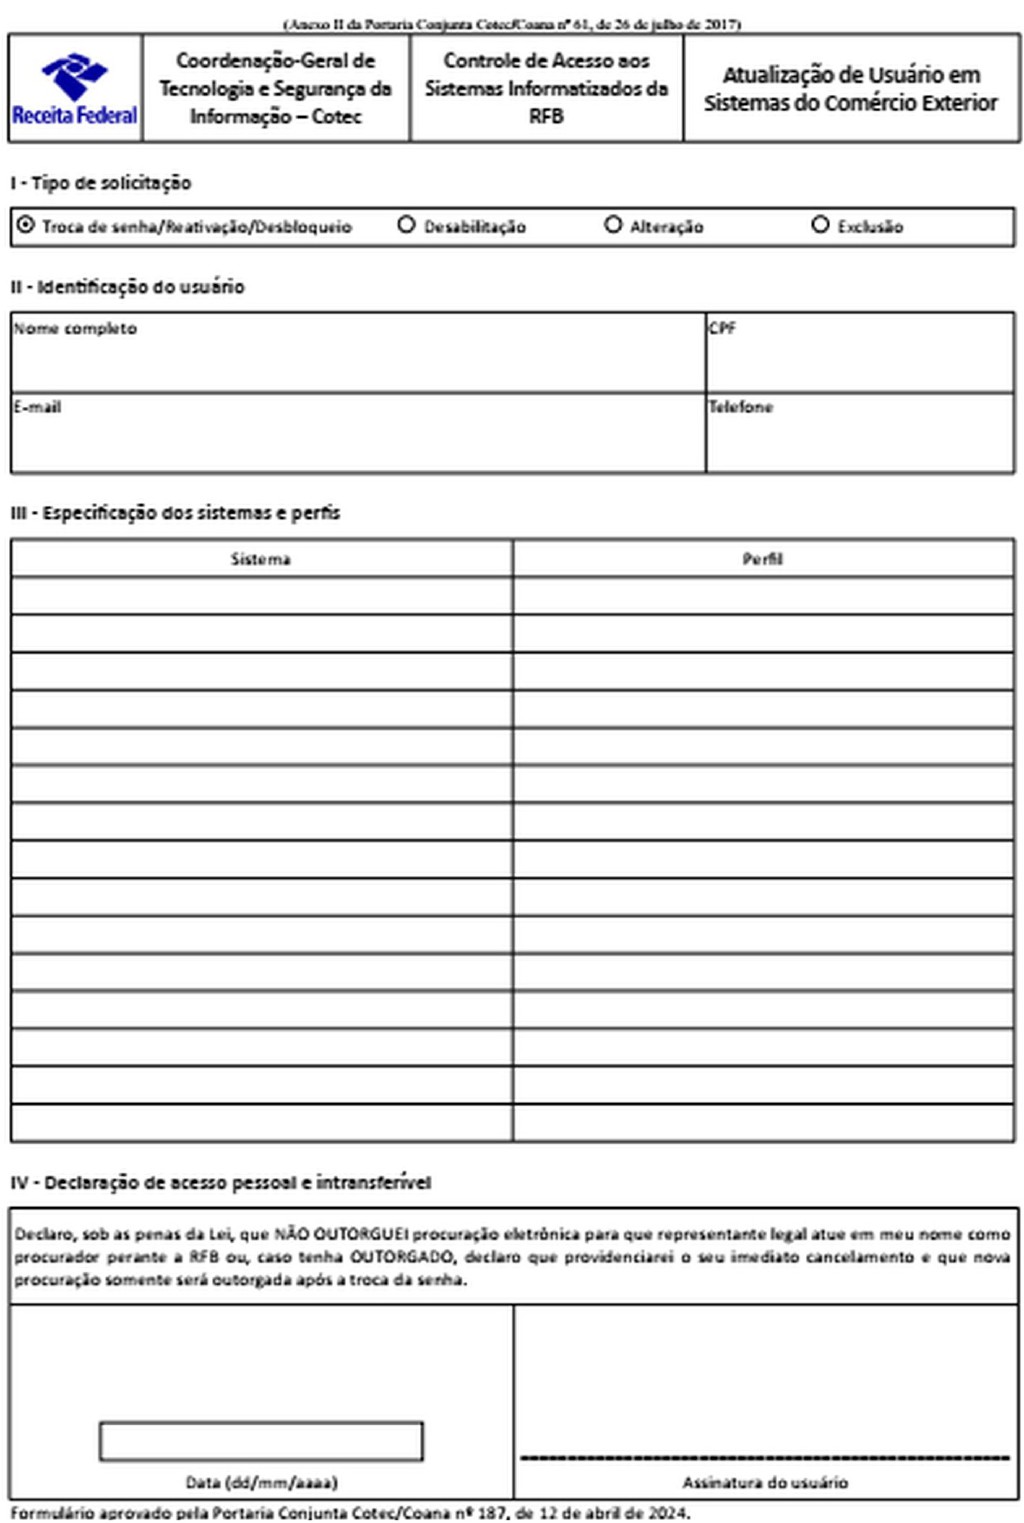 (Anexo II da Portaria Conjunta Cotec/Coana nº 61, de 26 de julho de 2017)
Receita Federal
Coordenação-Geral de
Tecnologia e Segurança da
Informação – Cotec
Controle de Acesso aos
Sistemas Informatizados da
RFB
Atualização de Usuário em
Sistemas do Comércio Exterior
I - Tipo de solicitação
Troca de senha/Reativação/Desbloqueio Desabilitação Alteração Exclusão
II - Identificação do usuário
Nome completo CPF
E-mail Telefone
III - Especificação dos sistemas e perfis
Sistema Perfil
IV - Declaração de acesso pessoal e intransferível
Declaro, sob as penas da Lei, que NÃO OUTORGUEI procuração eletrônica para que representante legal atue em meu nome como
procurador perante a RFB ou, caso tenha OUTORGADO, declaro que providenciarei o seu imediato cancelamento e que nova
procuração somente será outorgada após a troca da senha.
Data (dd/mm/aaaa) Assinatura do usuário
Formulário aprovado pela Portaria Conjunta Cotec/Coana nº 187, de 12 de abril de 2024.